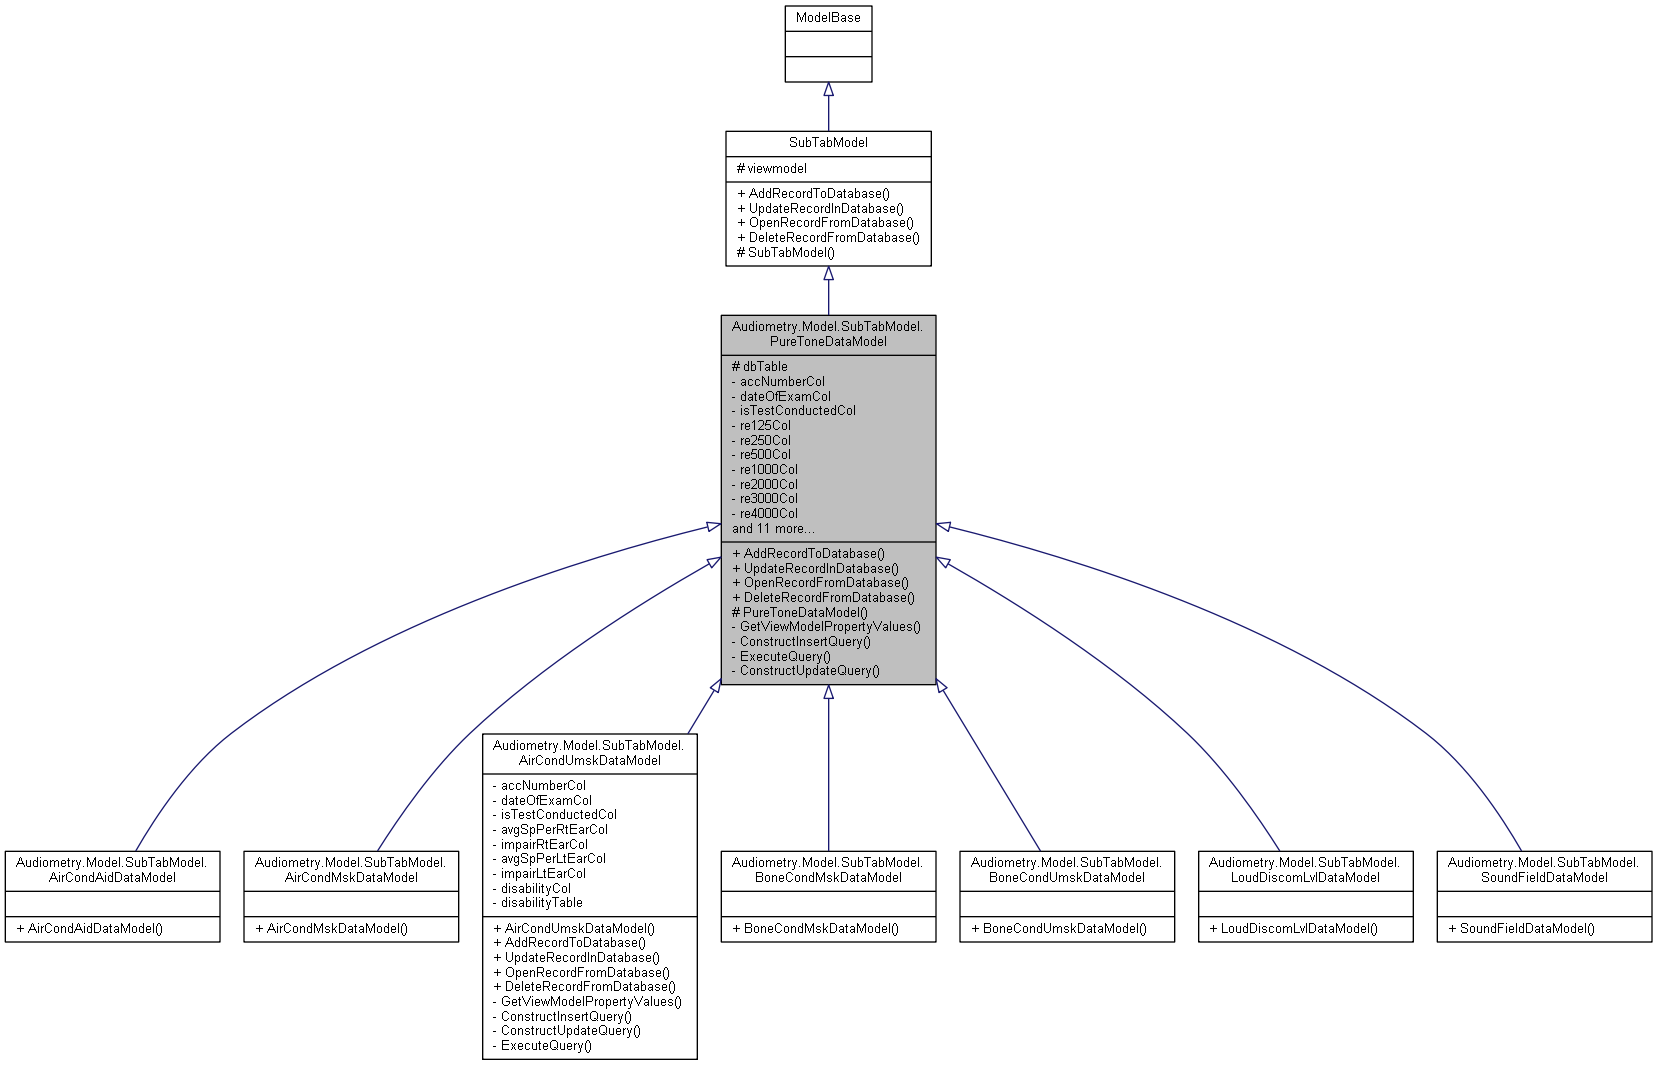 ModelBase
SubTabModel
# viewmodel
+ AddRecordToDatabase()
+ UpdateRecordInDatabase()
+ OpenRecordFromDatabase()
+ DeleteRecordFromDatabase()
# SubTabModel()
Audiometry.Model.SubTabModel.
PureToneDataModel
# dbTable
- accNumberCol
- dateOfExamCol
- isTestConductedCol
- re125Col
- re250Col
- re500Col
- re1000Col
- re2000Col
- re3000Col
- re4000Col
and 11 more...
+ AddRecordToDatabase()
+ UpdateRecordInDatabase()
+ OpenRecordFromDatabase()
+ DeleteRecordFromDatabase()
# PureToneDataModel()
- GetViewModelPropertyValues()
- ConstructInsertQuery()
- ExecuteQuery()
- ConstructUpdateQuery()
Audiometry.Model.SubTabModel.
AirCondAidDataModel
+ AirCondAidDataModel()
Audiometry.Model.SubTabModel.
AirCondMskDataModel
+ AirCondMskDataModel()
Audiometry.Model.SubTabModel.
AirCondUmskDataModel
- accNumberCol
- dateOfExamCol
- isTestConductedCol
- avgSpPerRtEarCol
- impairRtEarCol
- avgSpPerLtEarCol
- impairLtEarCol
- disabilityCol
- disabilityTable
+ AirCondUmskDataModel()
+ AddRecordToDatabase()
+ UpdateRecordInDatabase()
+ OpenRecordFromDatabase()
+ DeleteRecordFromDatabase()
- GetViewModelPropertyValues()
- ConstructInsertQuery()
- ConstructUpdateQuery()
- ExecuteQuery()
Audiometry.Model.SubTabModel.
BoneCondMskDataModel
+ BoneCondMskDataModel()
Audiometry.Model.SubTabModel.
BoneCondUmskDataModel
+ BoneCondUmskDataModel()
Audiometry.Model.SubTabModel.
LoudDiscomLvlDataModel
+ LoudDiscomLvlDataModel()
Audiometry.Model.SubTabModel.
SoundFieldDataModel
+ SoundFieldDataModel()